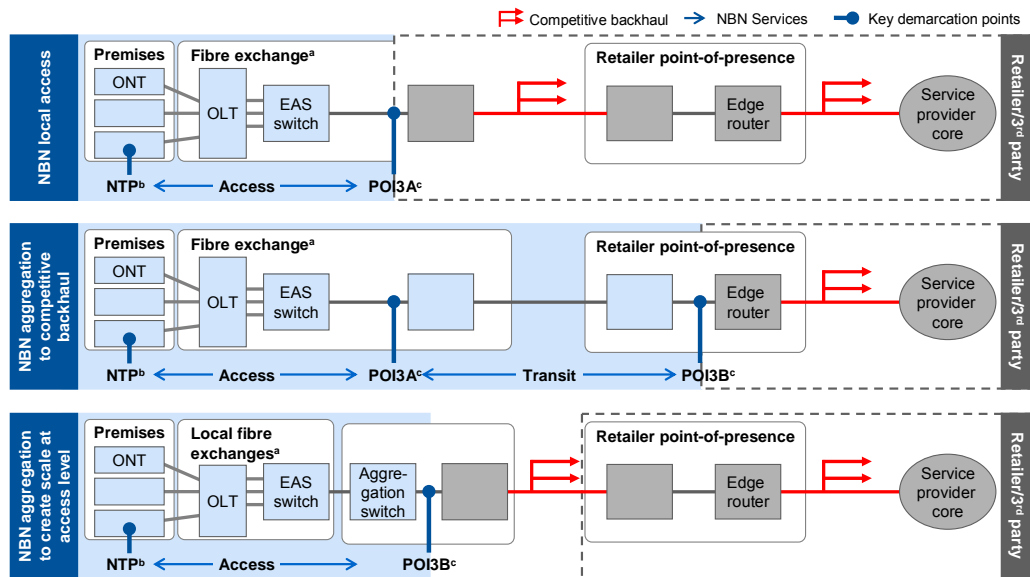 Competitive backhaul
NBN Services
Key demarcation points
NBN local access
Premises
Fibre exchangeᵃ
Retailer point-of-presence
Retailer/3ʳᵈ party
ONT
OLT
EAS
switch
Edge
router
Service
provider
core
NTPᵇ
Access
POI3Aᶜ
NBN aggregation
to competitive
backhaul
Premises
Fibre exchangeᵃ
Retailer point-of-presence
Retailer/3ʳᵈ party
ONT
OLT
EAS
switch
Edge
router
Service
provider
core
NTPᵇ
Access
POI3Aᶜ
Transit
POI3Bᶜ
NBN aggregation
to create scale at
access level
Premises
Local fibre
exchangesᵃ
Retailer point-of-presence
Retailer/3ʳᵈ party
ONT
OLT
EAS
switch
Aggre-
gation
switch
Edge
router
Service
provider
core
NTPᵇ
Access
POI3Bᶜ